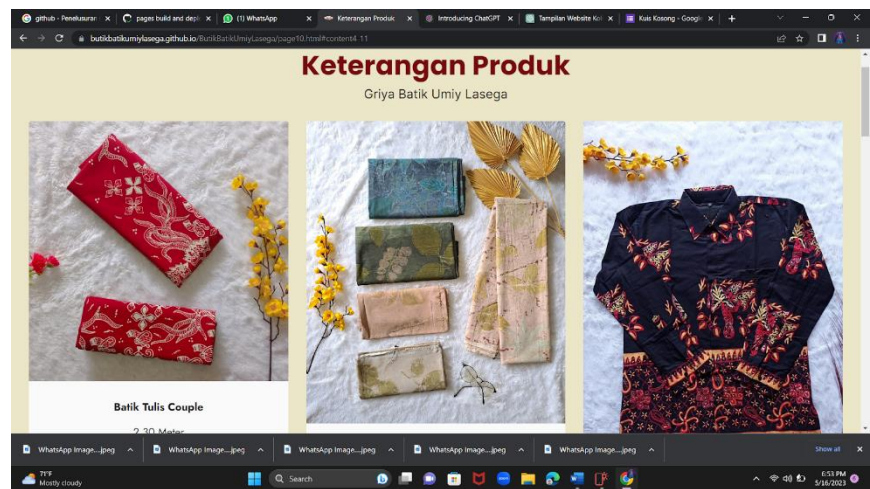 github - Penelusuran
pages build and deplo
(1) WhatsApp
Keterangan Produk
Introducing ChatGPT
Tampilan Website Kol
Kuis Kosong - Google
butikbatikumiylasega.github.io/ButikBatikUmiyLasega/page10.html#content4-11
Keterangan Produk
Griya Batik Umiy Lasega
Batik Tulis Couple
2.30 Meter
WhatsApp Image....jpeg
WhatsApp Image....jpeg
WhatsApp Image....jpeg
WhatsApp Image....jpeg
WhatsApp Image....jpeg
Show all
71°F
Mostly cloudy
Search
6:53 PM
5/16/2023